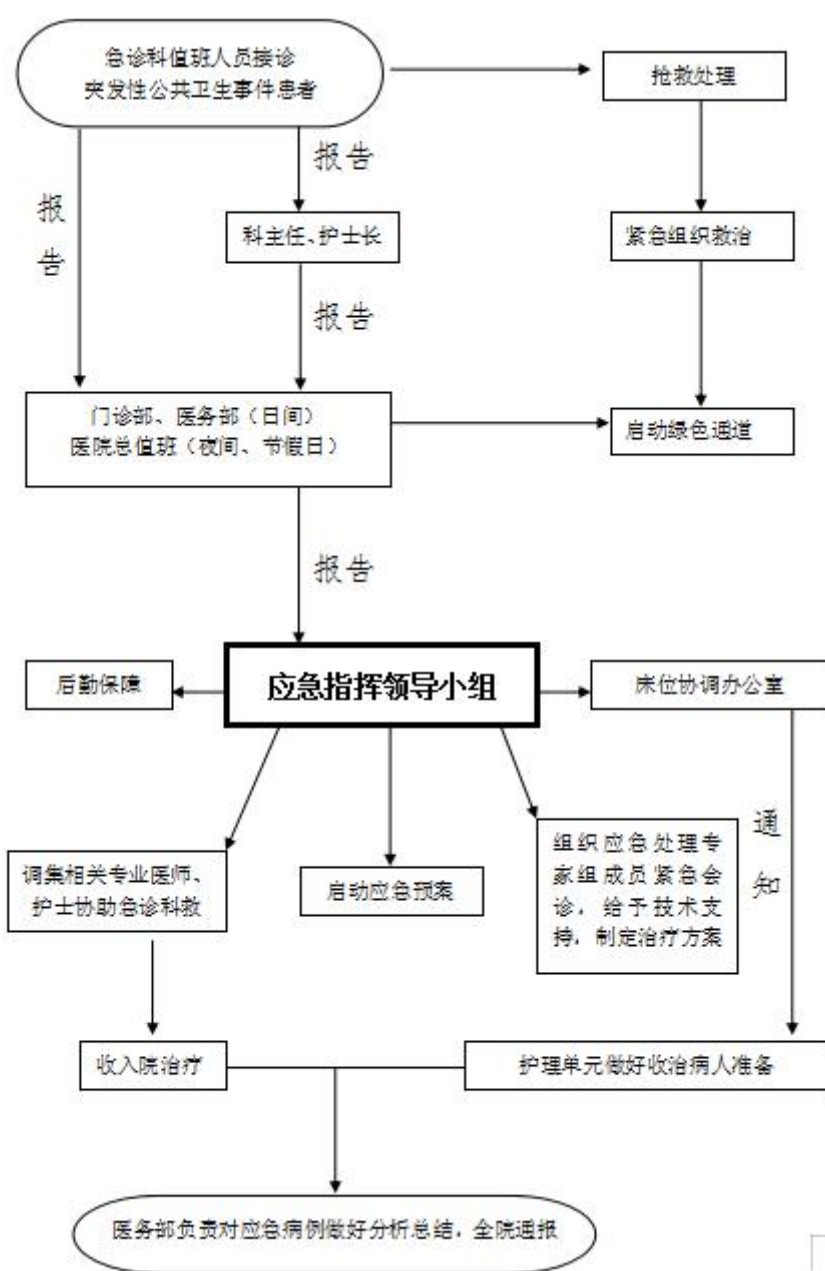 急诊科值班人员接诊
突发性公共卫生事件患者
抢救处理
报告
报
告
科主任、护士长
紧急组织救治
报告
门诊部、医务部（日间）
医院总值班（夜间、节假日）
启动绿色通道
报告
后勤保障
应急指挥领导小组
床位协调办公室
通
知
调集相关专业医师、
护士协助急诊科救
启动应急预案
组织应急处理专
家组成员紧急会
诊，给予技术支
持，制定治疗方案
收入院治疗
护理单元做好收治病人准备
医务部负责对应急病例做好分析总结，全院通报